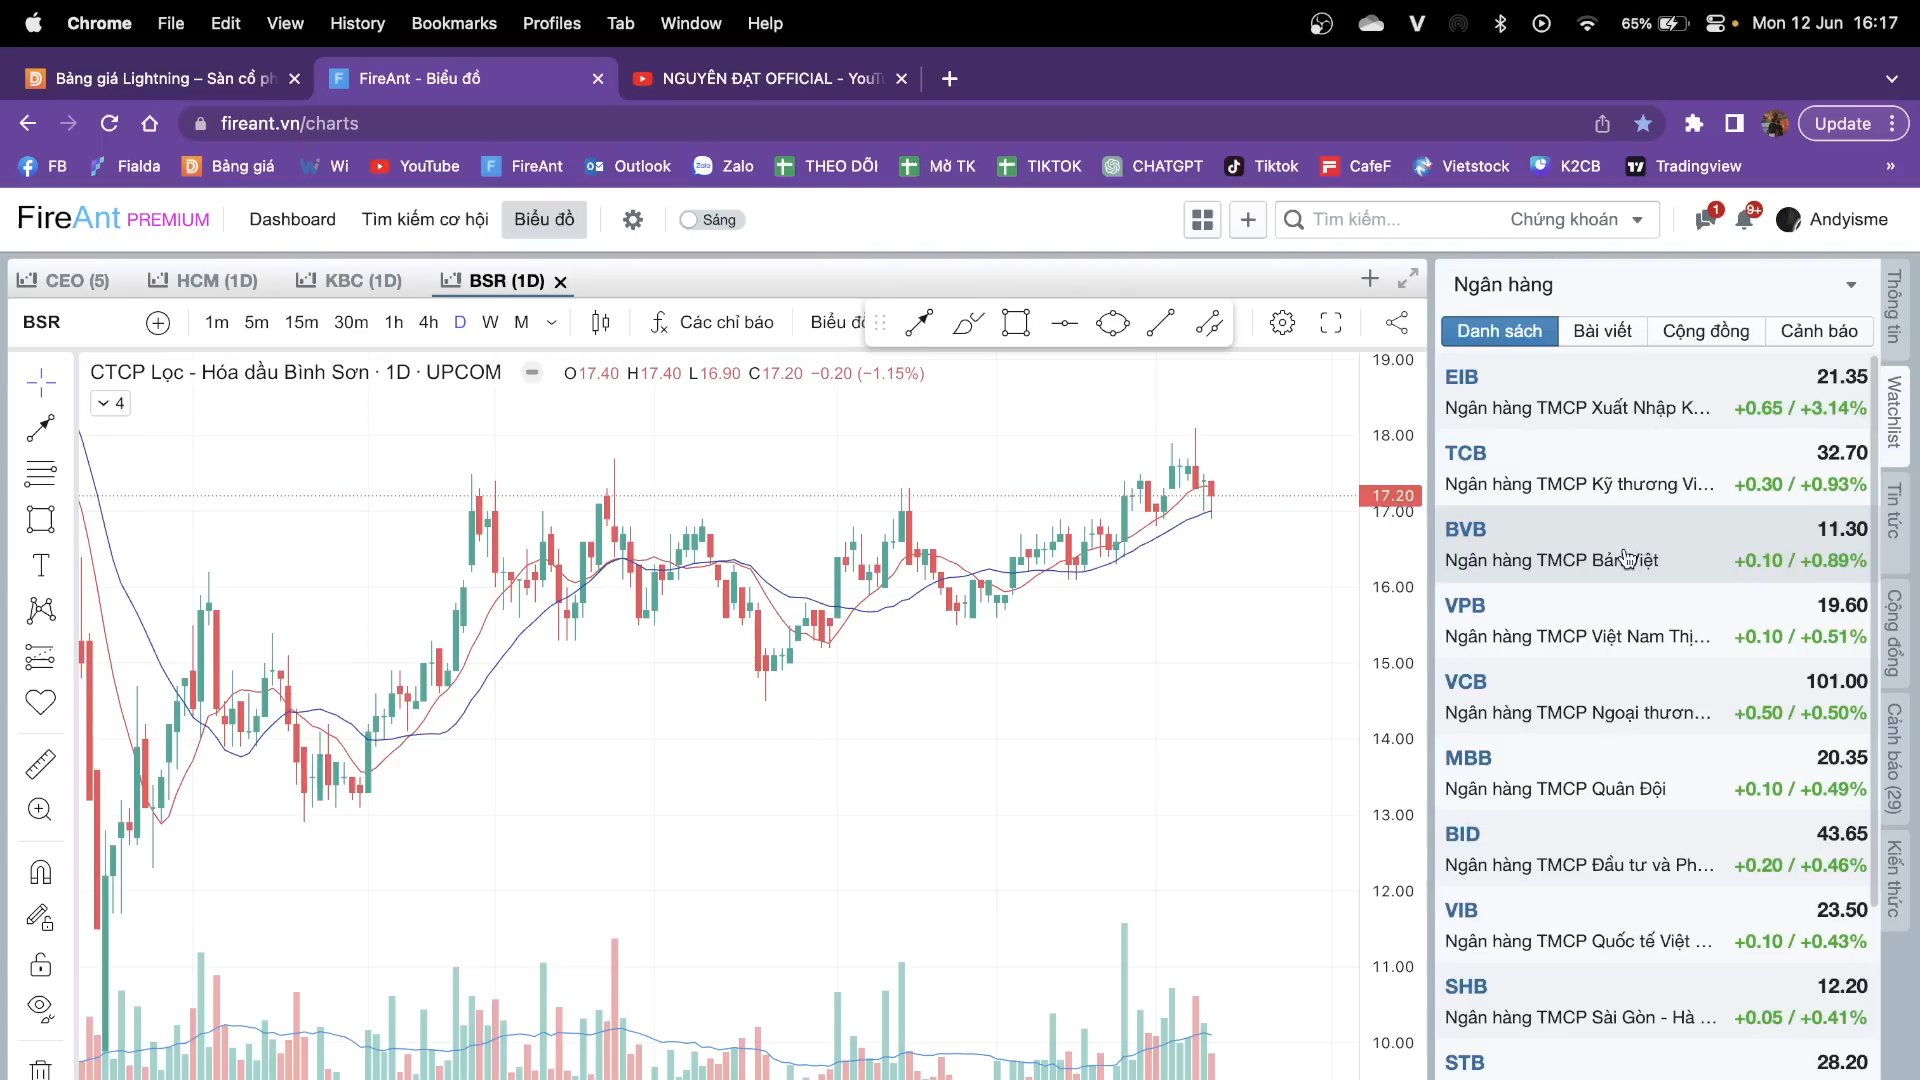 Chrome File Edit View History Bookmarks Profiles Tab Window Help
65% Mon 12 Jun 16:17
Bảng giá Lightning – Sàn cổ ph
FireAnt - Biểu đồ
NGUYỄN ĐẠT OFFICIAL - YouT
fireant.vn/charts
Update
FB Fialda Bảng giá Wi YouTube FireAnt Outlook Zalo THEO DÕI Mở TK TIKTOK CHATGPT Tiktok CafeF Vietstock K2CB Tradingview »
FireAnt PREMIUM Dashboard Tìm kiếm cơ hội Biểu đồ Sáng
Tìm kiếm... Chứng khoán 1 9+ Andyisme
CEO (5) HCM (1D) KBC (1D) BSR (1D)
BSR 1m 5m 15m 30m 1h 4h D W M Các chỉ báo Biểu đồ
CTCP Lọc - Hóa dầu Bình Sơn · 1D · UPCOM O17.40 H17.40 L16.90 C17.20 −0.20 (−1.15%)
4
19.00
18.00
17.20
17.00
16.00
15.00
14.00
13.00
12.00
11.00
10.00
Ngân hàng
Danh sách Bài viết Cộng đồng Cảnh báo
EIB 21.35
Ngân hàng TMCP Xuất Nhập K... +0.65 / +3.14%
TCB 32.70
Ngân hàng TMCP Kỹ thương Vi... +0.30 / +0.93%
BVB 11.30
Ngân hàng TMCP Bản Việt +0.10 / +0.89%
VPB 19.60
Ngân hàng TMCP Việt Nam Thị... +0.10 / +0.51%
VCB 101.00
Ngân hàng TMCP Ngoại thươn... +0.50 / +0.50%
MBB 20.35
Ngân hàng TMCP Quân Đội +0.10 / +0.49%
BID 43.65
Ngân hàng TMCP Đầu tư và Ph... +0.20 / +0.46%
VIB 23.50
Ngân hàng TMCP Quốc tế Việt ... +0.10 / +0.43%
SHB 12.20
Ngân hàng TMCP Sài Gòn - Hà ... +0.05 / +0.41%
STB 28.20
Thông tin
Watchlist
Tin tức
Cộng đồng
Cảnh báo (29)
Kiến thức